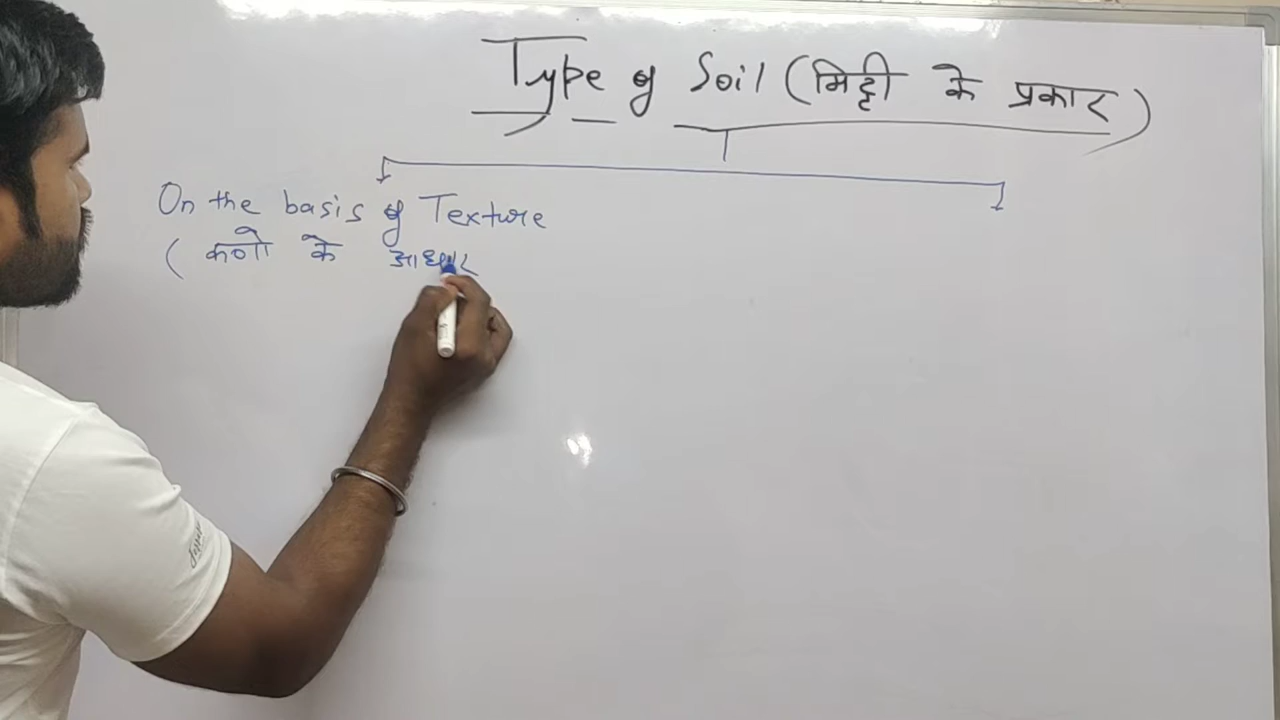 Type of Soil (मिट्टी के प्रकार)
On the basis of Texture
(कणो के आधार